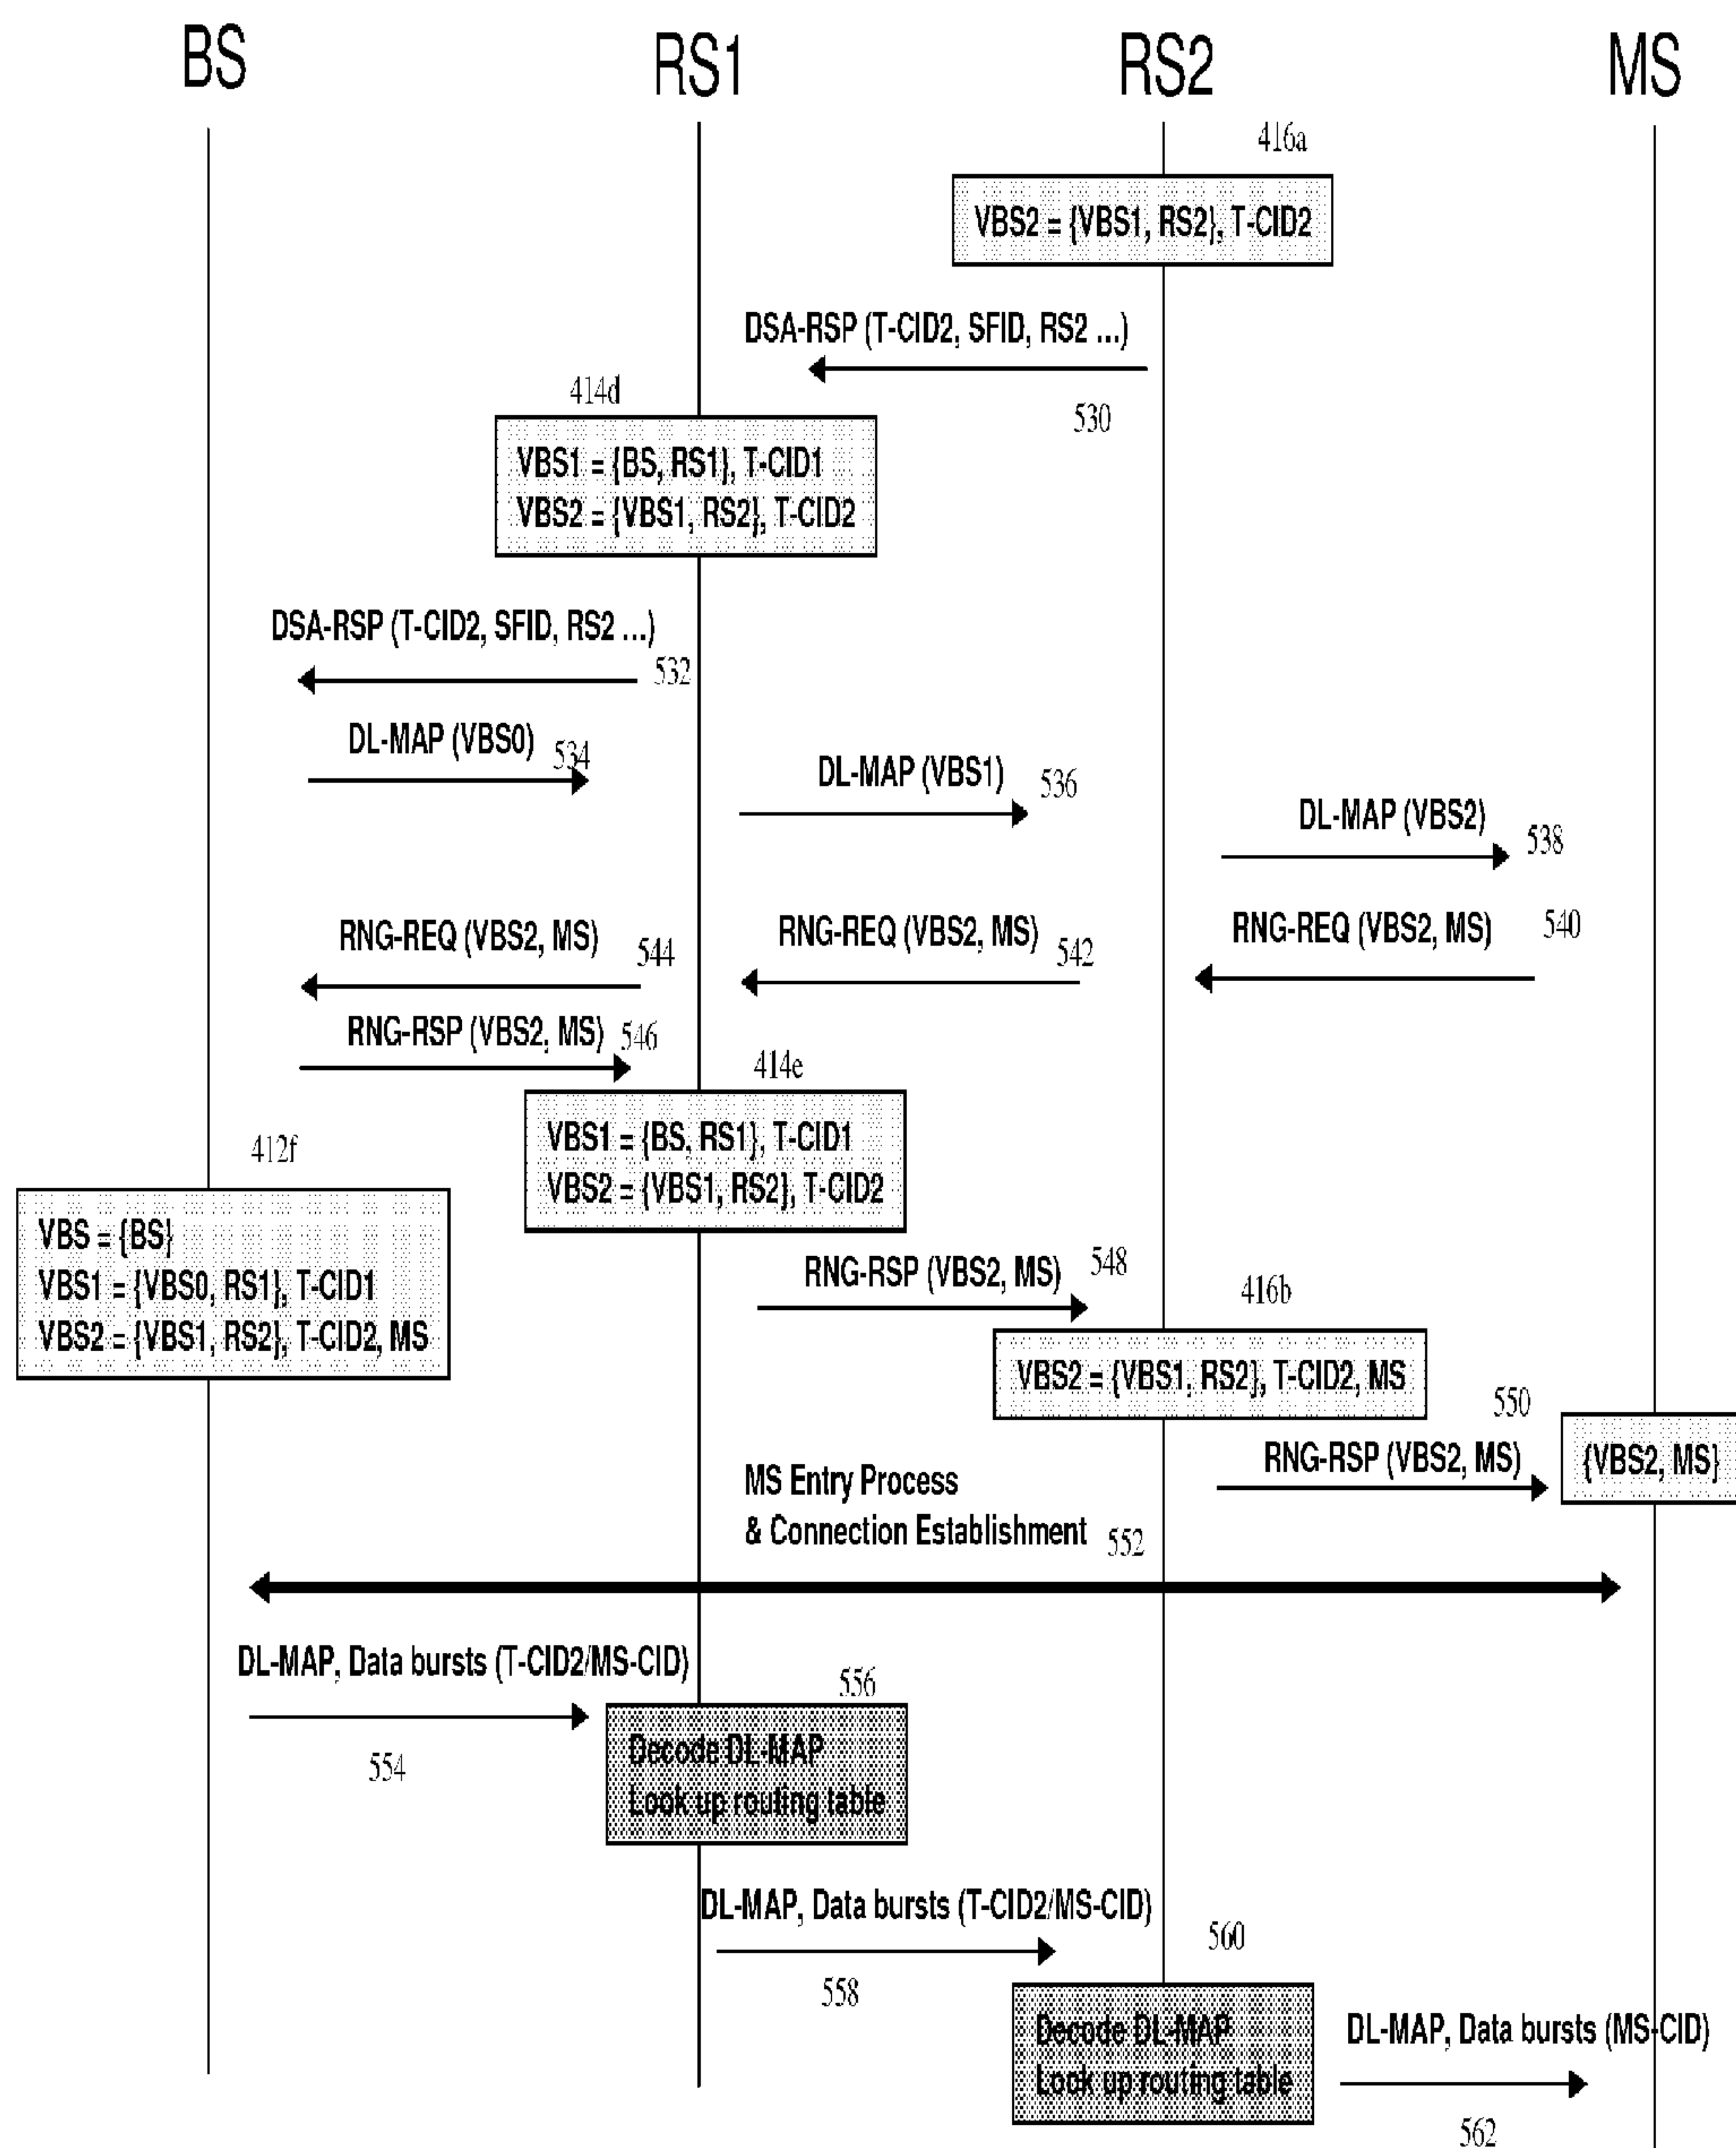 BS
RS1
RS2
MS
416a
VBS2 = {VBS1, RS2}, T-CID2
DSA-RSP (T-CID2, SFID, RS2 ...)
530
414d
VBS1 = {BS, RS1}, T-CID1
VBS2 = {VBS1, RS2}, T-CID2
DSA-RSP (T-CID2, SFID, RS2 ...)
532
DL-MAP (VBS0)
534
DL-MAP (VBS1)
536
DL-MAP (VBS2)
538
RNG-REQ (VBS2, MS)
544
RNG-REQ (VBS2, MS)
542
RNG-REQ (VBS2, MS)
540
RNG-RSP (VBS2, MS)
546
414e
VBS1 = {BS, RS1}, T-CID1
VBS2 = {VBS1, RS2}, T-CID2
412f
VBS = {BS}
VBS1 = {VBS0, RS1}, T-CID1
VBS2 = {VBS1, RS2}, T-CID2, MS
RNG-RSP (VBS2, MS)
548
416b
VBS2 = {VBS1, RS2}, T-CID2, MS
550
RNG-RSP (VBS2, MS)
{VBS2, MS}
MS Entry Process
& Connection Establishment
552
DL-MAP, Data bursts (T-CID2/MS-CID)
554
556
Decode DL-MAP
Look up routing table
DL-MAP, Data bursts (T-CID2/MS-CID)
558
560
Decode DL-MAP
Look up routing table
DL-MAP, Data bursts (MS-CID)
562